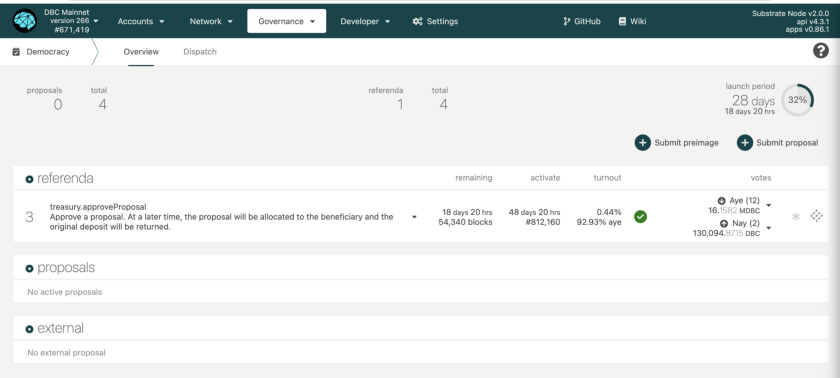 DBC Mainnet
version 266
#671,419
Accounts
Network
Governance
Developer
Settings
GitHub
Wiki
Substrate Node v2.0.0
api v4.3.1
apps v0.86.1
Democracy
Overview
Dispatch
proposals
0
total
4
referenda
1
total
4
launch period
28 days
18 days 20 hrs
32%
Submit preimage
Submit proposal
referenda
remaining
activate
turnout
votes
3
treasury.approveProposal
Approve a proposal. At a later time, the proposal will be allocated to the beneficiary and the
original deposit will be returned.
18 days 20 hrs
54,340 blocks
48 days 20 hrs
#812,160
0.44%
92.93% aye
Aye (12)
16.1582 MDBC
Nay (2)
130,094.8715 DBC
proposals
No active proposals
external
No external proposal